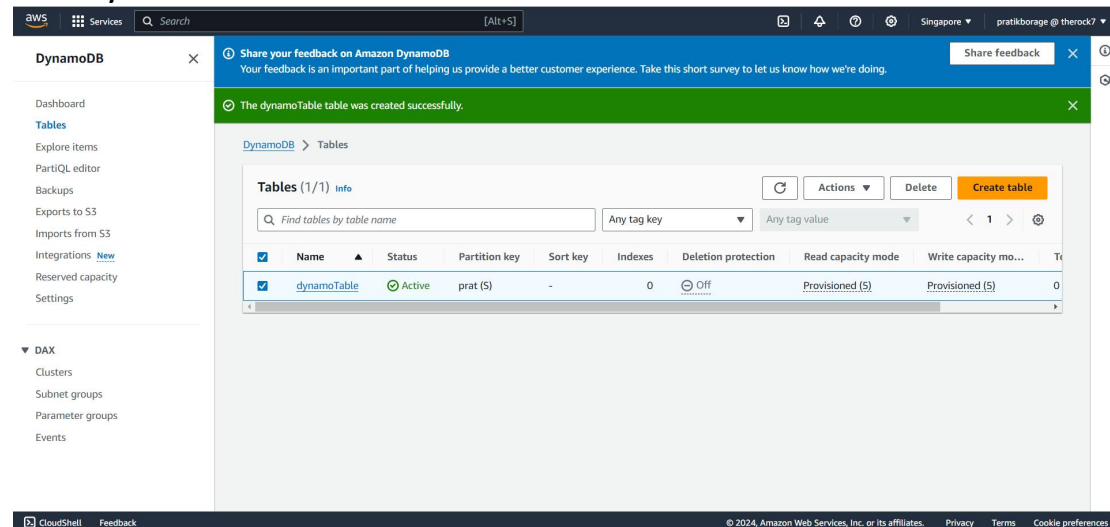 aws Services Search [Alt+S] Singapore ▼ pratikborage @ therock7 ▼
DynamoDB
Dashboard
Tables
Explore items
PartiQL editor
Backups
Exports to S3
Imports from S3
Integrations New
Reserved capacity
Settings
▼ DAX
Clusters
Subnet groups
Parameter groups
Events
Share your feedback on Amazon DynamoDB
Your feedback is an important part of helping us provide a better customer experience. Take this short survey to let us know how we're doing.
Share feedback
The dynamoTable table was created successfully.
DynamoDB > Tables
Tables (1/1) Info
Actions ▼ Delete Create table
Find tables by table name Any tag key ▼ Any tag value ▼ < 1 >
Name ▲ Status Partition key Sort key Indexes Deletion protection Read capacity mode Write capacity mo...
dynamoTable Active prat (S) - 0 Off Provisioned (5) Provisioned (5) 0
CloudShell Feedback © 2024, Amazon Web Services, Inc. or its affiliates. Privacy Terms Cookie preferences